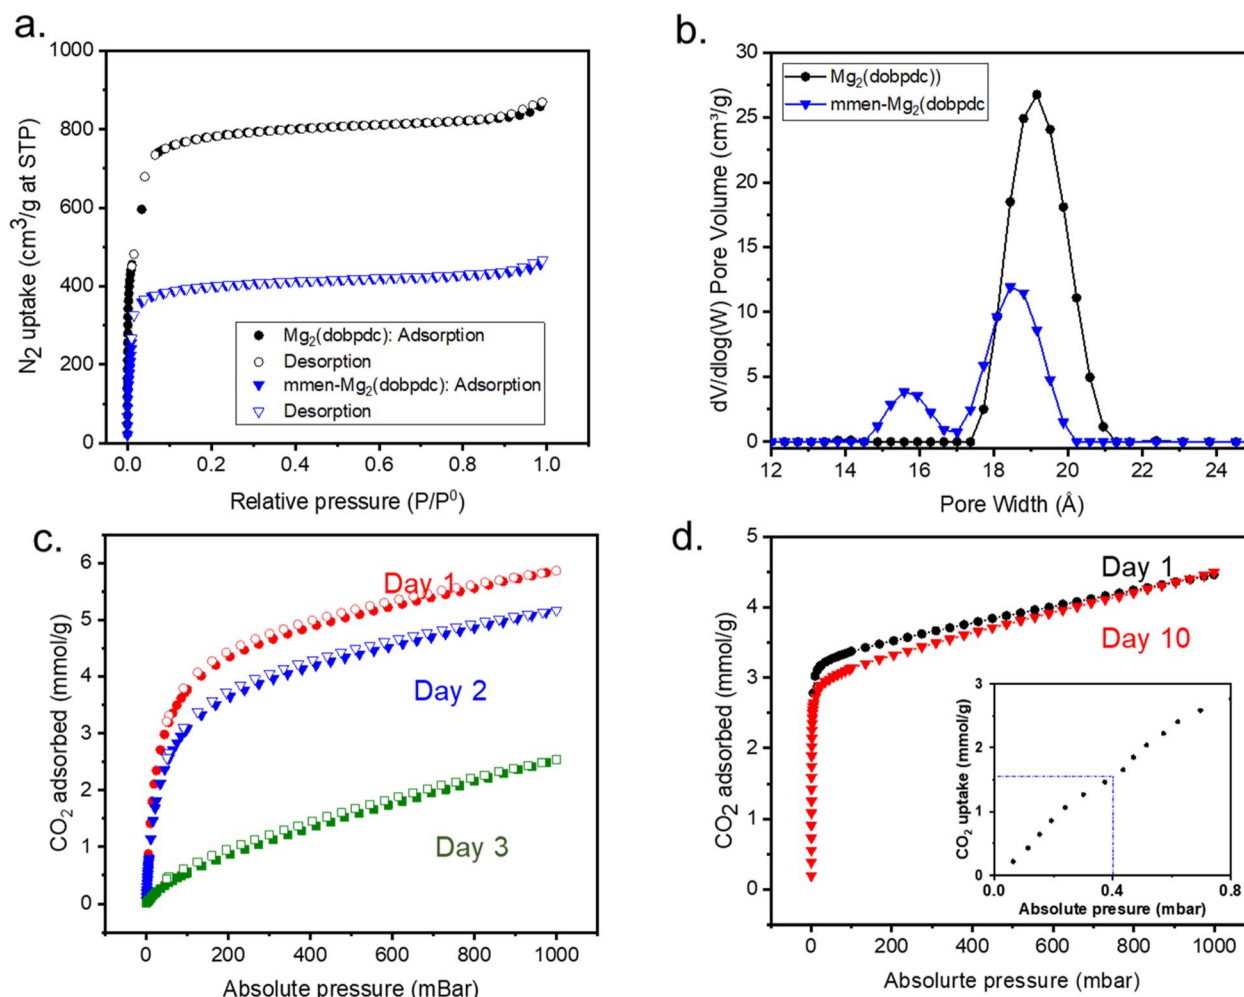 a.
1000
800
600
400
200
0
N2 uptake (cm³/g at STP)
Mg2(dobpdc): Adsorption
Desorption
mmen-Mg2(dobpdc): Adsorption
Desorption
0.0 0.2 0.4 0.6 0.8 1.0
Relative pressure (P/P⁰)
b.
30
25
20
15
10
5
0
dV/dlog(W) Pore Volume (cm³/g)
Mg2(dobpdc))
mmen-Mg2(dobpdc
12 14 16 18 20 22 24
Pore Width (Å)
c.
6
5
4
3
2
1
0
CO2 adsorbed (mmol/g)
Day 1
Day 2
Day 3
0 200 400 600 800 1000
Absolute pressure (mBar)
d.
5
4
3
2
1
0
CO2 adsorbed (mmol/g)
Day 1
Day 10
3
2
1
0
CO2 uptake (mmol/g)
0.0 0.4 0.8
Absolute presure (mbar)
0 200 400 600 800 1000
Absolurte pressure (mbar)